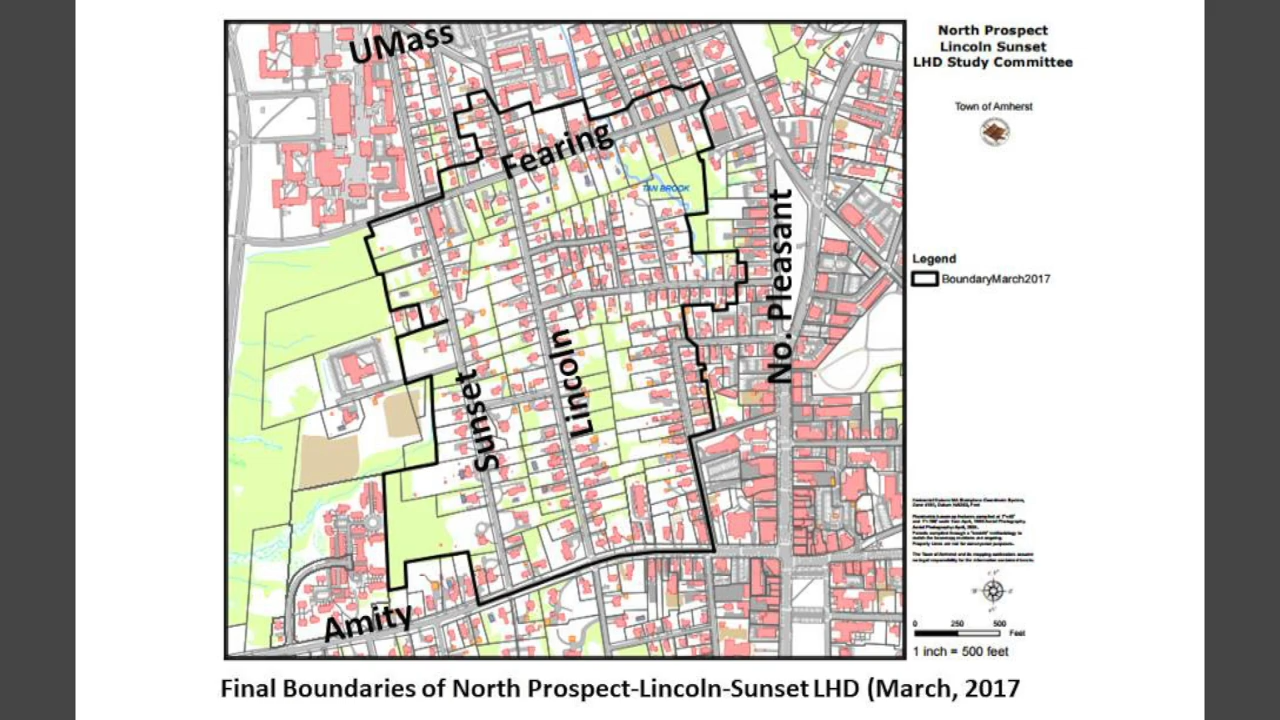 UMass
Fearing
TAN BROOK
No. Pleasant
Lincoln
Sunset
Amity
North Prospect
Lincoln Sunset
LHD Study Committee
Town of Amherst
Legend
BoundaryMarch2017
0 250 500
Feet
1 inch = 500 feet
Final Boundaries of North Prospect-Lincoln-Sunset LHD (March, 2017